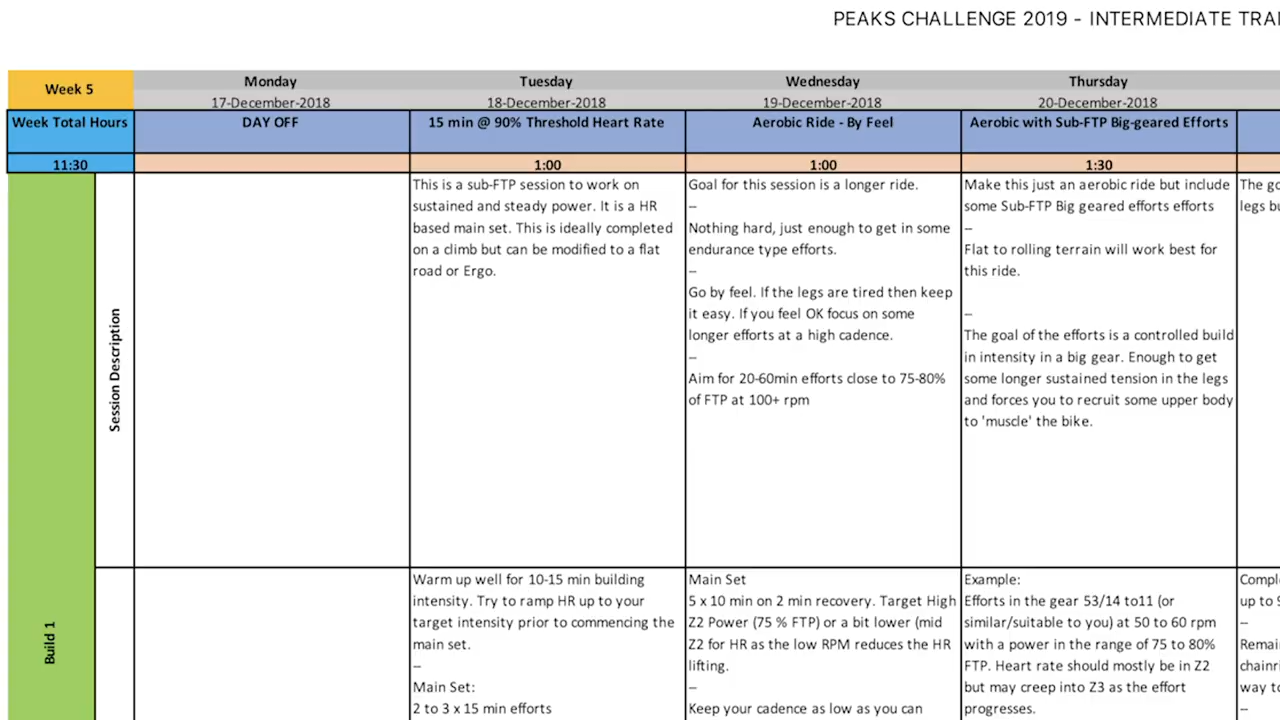 PEAKS CHALLENGE 2019 - INTERMEDIATE
Week 5
Monday
Tuesday
Wednesday
Thursday
17-December-2018
18-December-2018
19-December-2018
20-December-2018
Week Total Hours
DAY OFF
15 min @ 90% Threshold Heart Rate
Aerobic Ride - By Feel
Aerobic with Sub-FTP Big-geared Efforts
11:30
1:00
1:00
1:30
Session Description
This is a sub-FTP session to work on
sustained and steady power. It is a HR
based main set. This is ideally completed
on a climb but can be modified to a flat
road or Ergo.
Goal for this session is a longer ride.
--
Nothing hard, just enough to get in some
endurance type efforts.
--
Go by feel. If the legs are tired then keep
it easy. If you feel OK focus on some
longer efforts at a high cadence.
--
Aim for 20-60min efforts close to 75-80%
of FTP at 100+ rpm
Make this just an aerobic ride but include
some Sub-FTP Big geared efforts efforts
--
Flat to rolling terrain will work best for
this ride.
--
The goal of the efforts is a controlled build
in intensity in a big gear. Enough to get
some longer sustained tension in the legs
and forces you to recruit some upper body
to 'muscle' the bike.
The
legs
Build 1
Warm up well for 10-15 min building
intensity. Try to ramp HR up to your
target intensity prior to commencing the
main set.
--
Main Set:
2 to 3 x 15 min efforts
Main Set
5 x 10 min on 2 min recovery. Target High
Z2 Power (75 % FTP) or a bit lower (mid
Z2 for HR as the low RPM reduces the HR
lifting.
--
Keep your cadence as low as you can
Example:
Efforts in the gear 53/14 to11 (or
similar/suitable to you) at 50 to 60 rpm
with a power in the range of 75 to 80%
FTP. Heart rate should mostly be in Z2
but may creep into Z3 as the effort
progresses.
up to
--
way
--